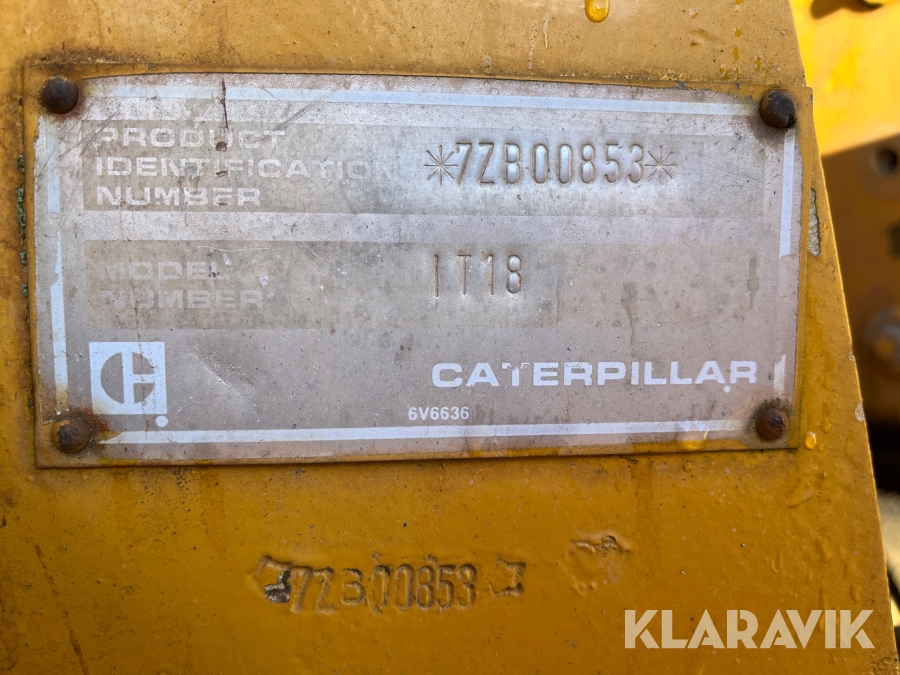 PRODUCT
IDENTIFICATION
NUMBER
*7ZB00853*
MODEL
NUMBER
IT18
CATERPILLAR
6V6636
7ZB00853
KLARAVIK